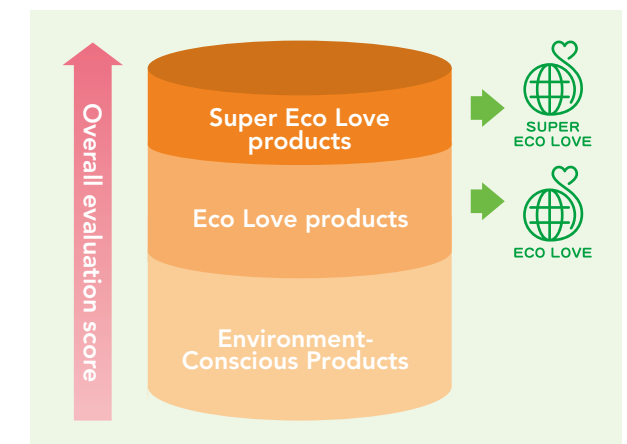 Overall evaluation score
Super Eco Love
products
Eco Love products
Environment-
Conscious Products
SUPER
ECO LOVE
ECO LOVE